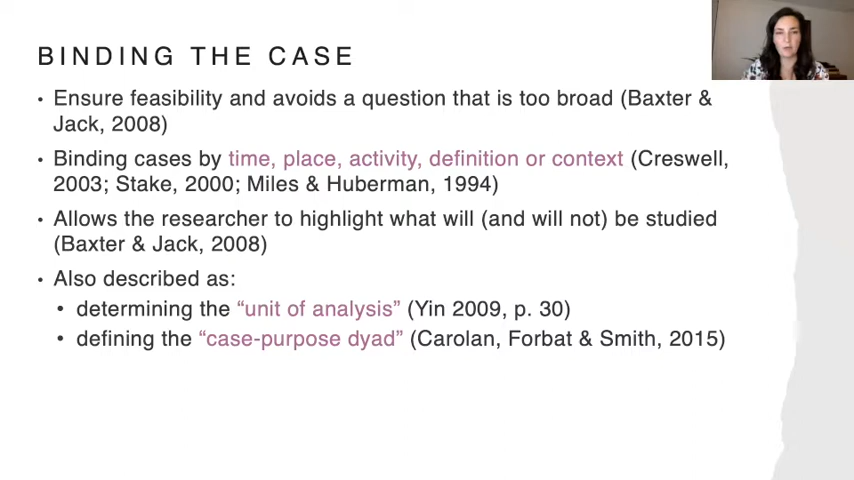 BINDING THE CASE
• Ensure feasibility and avoids a question that is too broad (Baxter &
Jack, 2008)
• Binding cases by time, place, activity, definition or context (Creswell,
2003; Stake, 2000; Miles & Huberman, 1994)
• Allows the researcher to highlight what will (and will not) be studied
(Baxter & Jack, 2008)
• Also described as:
• determining the “unit of analysis” (Yin 2009, p. 30)
• defining the “case-purpose dyad” (Carolan, Forbat & Smith, 2015)